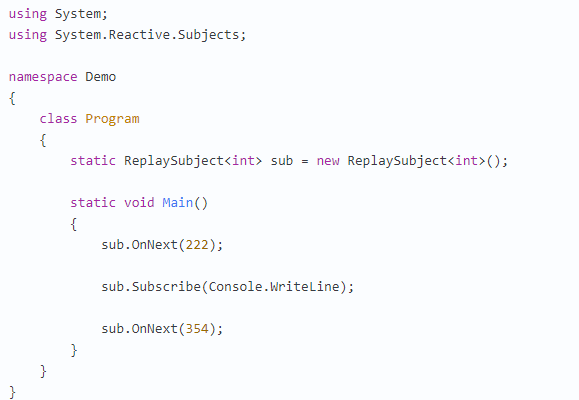 using System;
using System.Reactive.Subjects;

namespace Demo
{
    class Program
    {
        static ReplaySubject<int> sub = new ReplaySubject<int>();

        static void Main()
        {
            sub.OnNext(222);

            sub.Subscribe(Console.WriteLine);

            sub.OnNext(354);
        }
    }
}